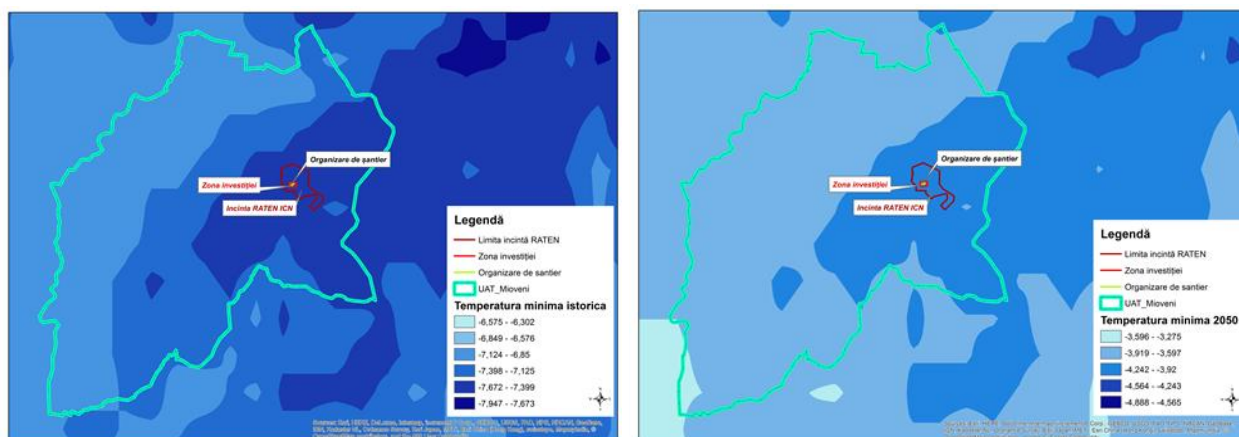 Organizare de șantier
Zona investiției
Incinta RATEN ICN
Legendă
Limita incintă RATEN
Zona investiției
Organizare de santier
UAT_Mioveni
Temperatura minima istorica
-6,575 - -6,302
-6,849 - -6,576
-7,124 - -6,85
-7,398 - -7,125
-7,672 - -7,399
-7,947 - -7,673
Organizare de șantier
Zona investiției
Incinta RATEN ICN
Legendă
Limita incintă RATEN
Zona investiției
Organizare de santier
UAT_Mioveni
Temperatura minima 2050
-3,596 - -3,275
-3,919 - -3,597
-4,242 - -3,92
-4,564 - -4,243
-4,888 - -4,565